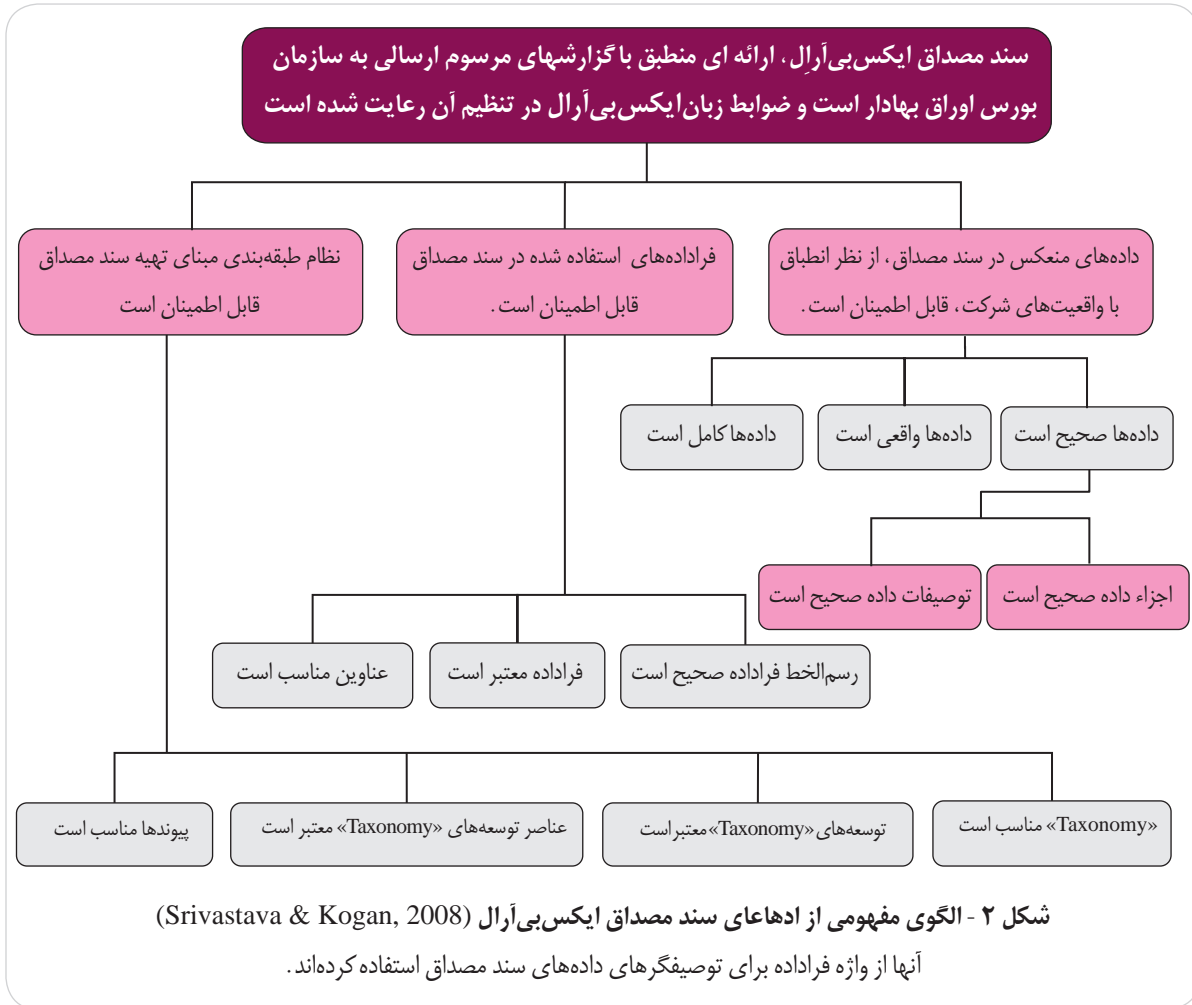 سند مصداق ایکس‌بی‌آرِال، ارائه ای منطبق با گزارشهای مرسوم ارسالی به سازمان
بورس اوراق بهادار است و ضوابط زبان‌ایکس‌بی‌آرال در تنظیم آن رعایت شده است
داده‌های منعکس در سند مصداق، از نظر انطباق
با واقعیت‌های شرکت، قابل اطمینان است.
فراداده‌های استفاده شده در سند مصداق
قابل اطمینان است.
نظام طبقه‌بندی مبنای تهیه سند مصداق
قابل اطمینان است
داده‌ها صحیح است
داده‌ها واقعی است
داده‌ها کامل است
اجزاء داده صحیح است
توصیفات داده صحیح است
رسم‌الخط فراداده صحیح است
فراداده معتبر است
عناوین مناسب است
«Taxonomy» مناسب است
توسعه‌های «Taxonomy»معتبراست
عناصر توسعه‌های «Taxonomy» معتبر است
پیوندها مناسب است
شکل ۲ - الگوی مفهومی از ادهاعای سند مصداق ایکس‌بی‌آرال (Srivastava & Kogan, 2008)
آنها از واژه فراداده برای توصیفگرهای داده‌های سند مصداق استفاده کرده‌اند.